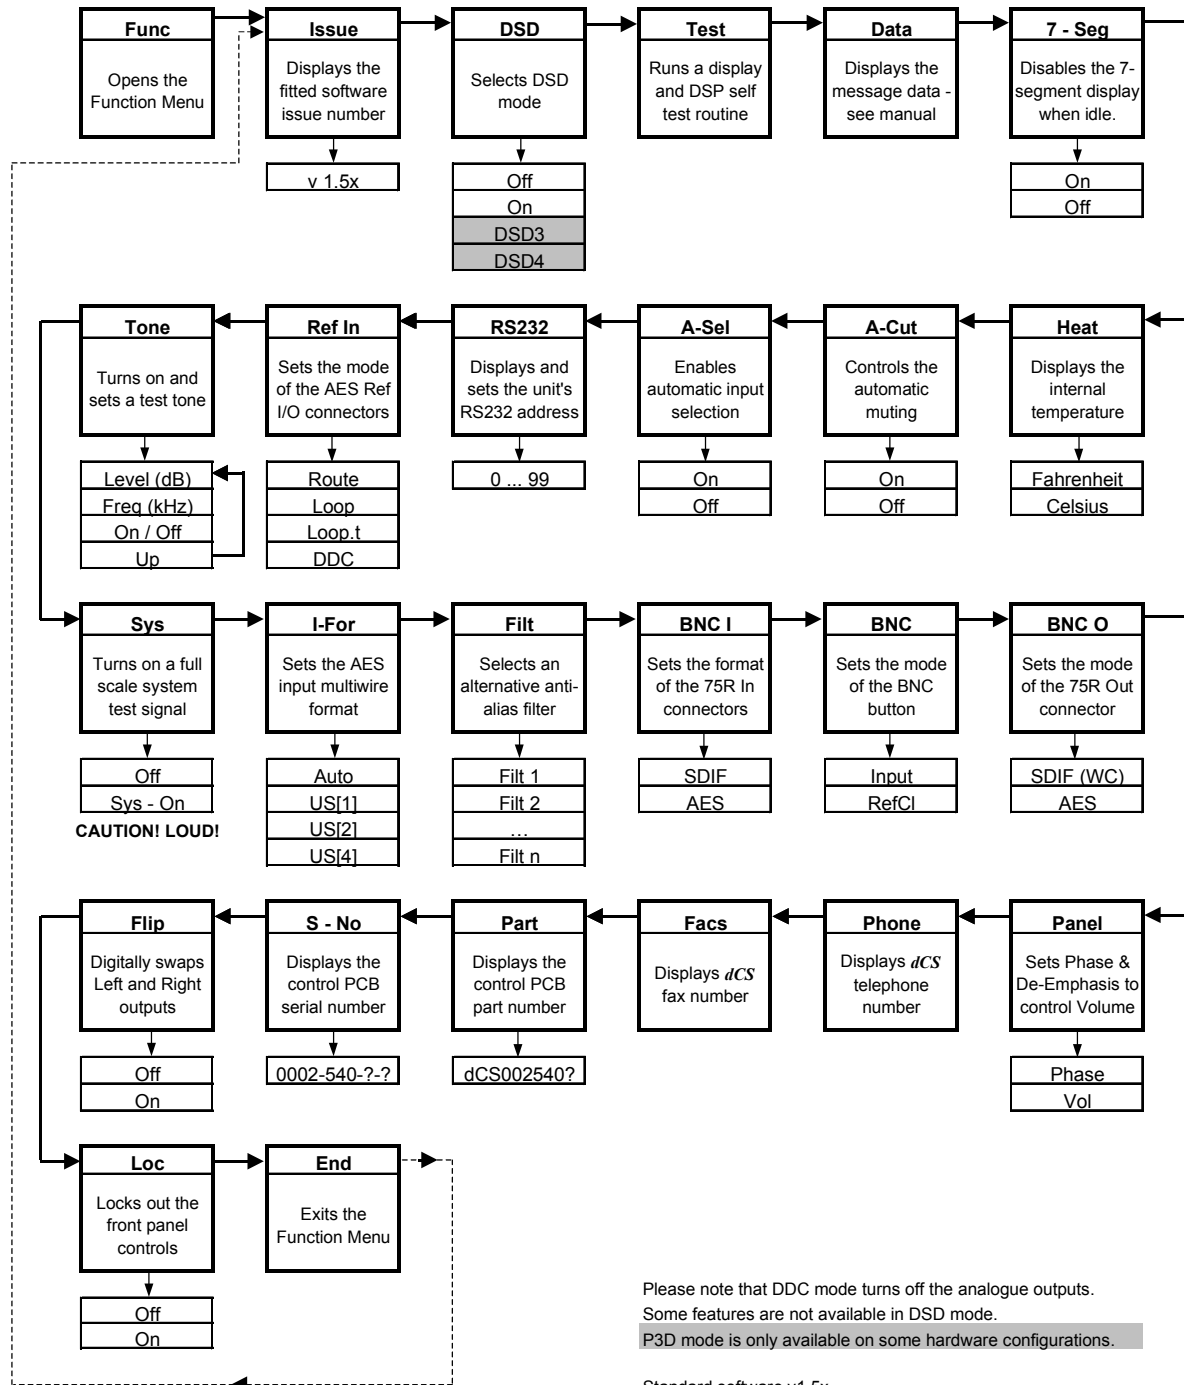 Func
Opens the
Function Menu
Issue
Displays the
fitted software
issue number
v 1.5x
DSD
Selects DSD
mode
Off
On
DSD3
DSD4
Test
Runs a display
and DSP self
test routine
Data
Displays the
message data -
see manual
7 - Seg
Disables the 7-
segment display
when idle.
On
Off
Tone
Turns on and
sets a test tone
Level (dB)
Freq (kHz)
On / Off
Up
Ref In
Sets the mode
of the AES Ref
I/O connectors
Route
Loop
Loop.t
DDC
RS232
Displays and
sets the unit's
RS232 address
0 ... 99
A-Sel
Enables
automatic input
selection
On
Off
A-Cut
Controls the
automatic
muting
On
Off
Heat
Displays the
internal
temperature
Fahrenheit
Celsius
Sys
Turns on a full
scale system
test signal
Off
Sys - On
CAUTION! LOUD!
I-For
Sets the AES
input multiwire
format
Auto
US[1]
US[2]
US[4]
Filt
Selects an
alternative anti-
alias filter
Filt 1
Filt 2
...
Filt n
BNC I
Sets the format
of the 75R In
connectors
SDIF
AES
BNC
Sets the mode
of the BNC
button
Input
RefCl
BNC O
Sets the mode
of the 75R Out
connector
SDIF (WC)
AES
Flip
Digitally swaps
Left and Right
outputs
Off
On
S - No
Displays the
control PCB
serial number
0002-540-?-?
Part
Displays the
control PCB
part number
dCS002540?
Facs
Displays dCS
fax number
Phone
Displays dCS
telephone
number
Panel
Sets Phase &
De-Emphasis to
control Volume
Phase
Vol
Loc
Locks out the
front panel
controls
Off
On
End
Exits the
Function Menu
Please note that DDC mode turns off the analogue outputs.
Some features are not available in DSD mode.
P3D mode is only available on some hardware configurations.
Standard software v1.5x